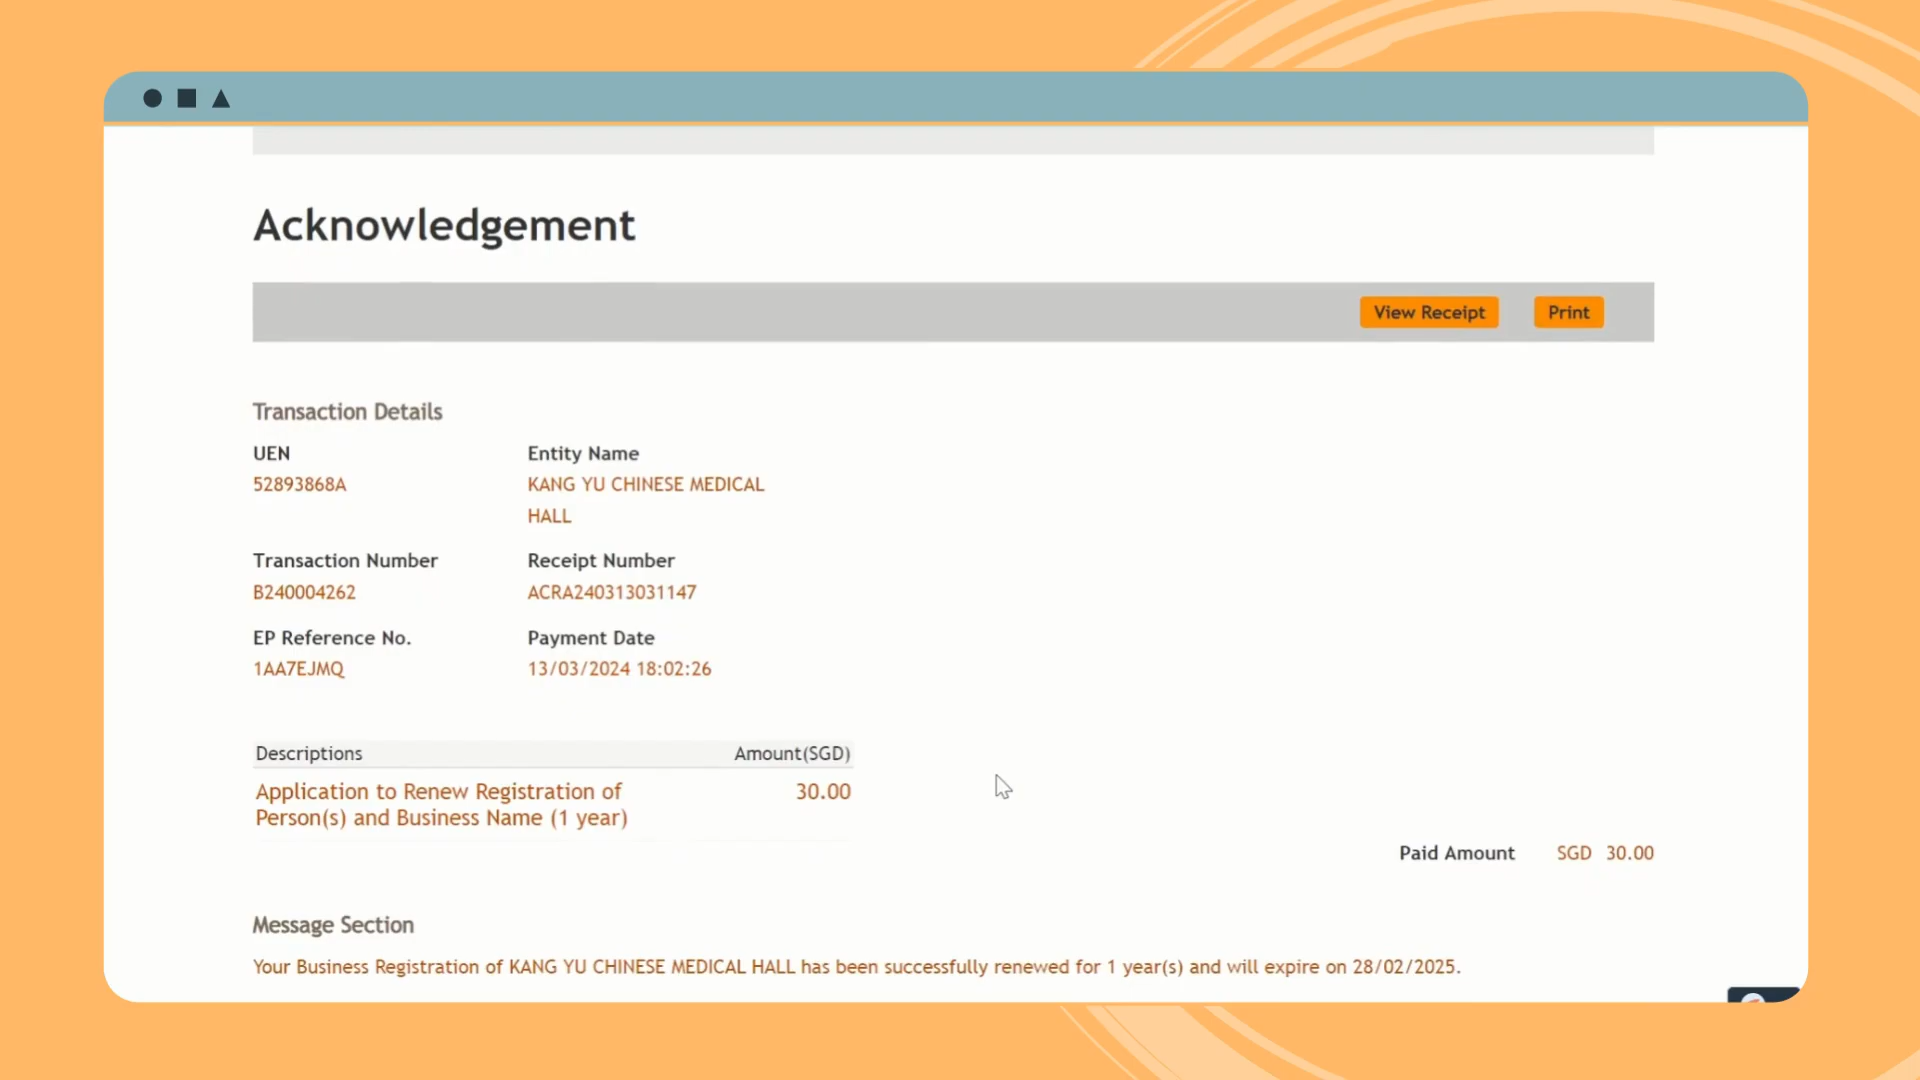 Acknowledgement
View Receipt Print
Transaction Details
UEN Entity Name
52893868A KANG YU CHINESE MEDICAL
HALL
Transaction Number Receipt Number
B240004262 ACRA240313031147
EP Reference No. Payment Date
1AA7EJMQ 13/03/2024 18:02:26
Descriptions Amount(SGD)
Application to Renew Registration of 30.00
Person(s) and Business Name (1 year)
Paid Amount SGD 30.00
Message Section
Your Business Registration of KANG YU CHINESE MEDICAL HALL has been successfully renewed for 1 year(s) and will expire on 28/02/2025.